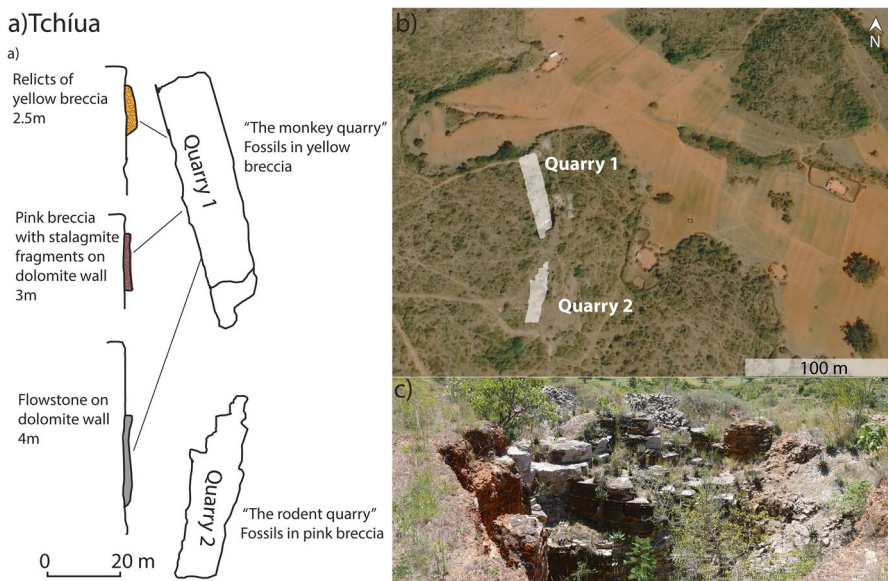 a)Tchíua
a)
Relicts of
yellow breccia
2.5m
Quarry 1
"The monkey quarry"
Fossils in yellow
breccia
Pink breccia
with stalagmite
fragments on
dolomite wall
3m
Flowstone on
dolomite wall
4m
Quarry 2
"The rodent quarry"
Fossils in pink breccia
0 20 m
b)
N
Quarry 1
Quarry 2
100 m
c)